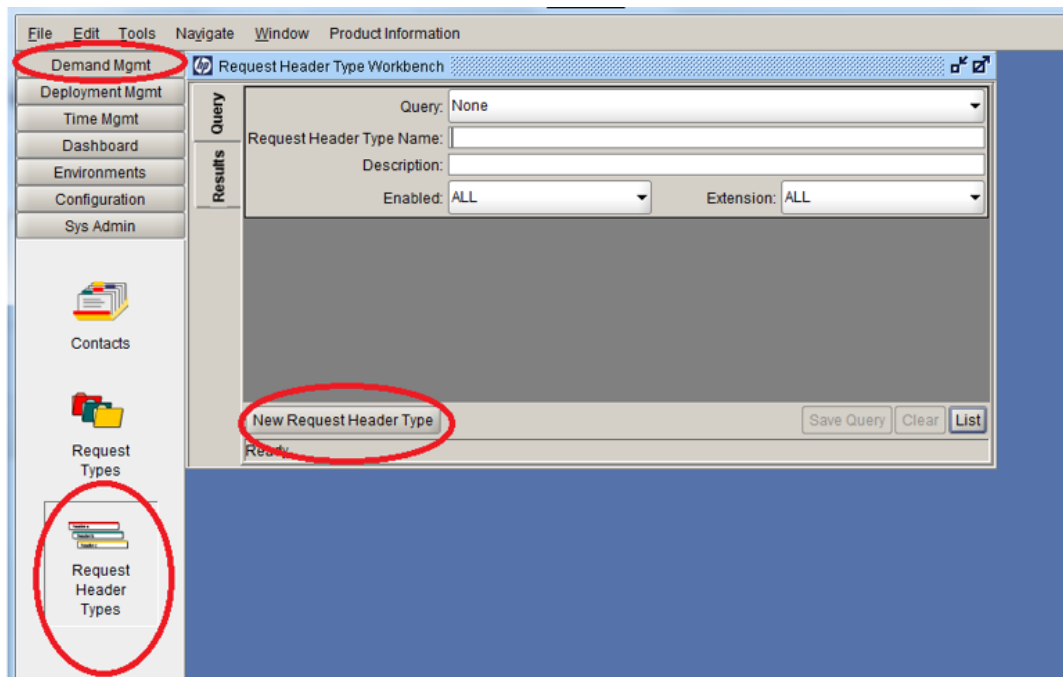 File Edit Tools Navigate Window Product Information
Demand Mgmt
Deployment Mgmt
Time Mgmt
Dashboard
Environments
Configuration
Sys Admin
Contacts
Request
Types
Request
Header
Types
hp Request Header Type Workbench
Query
Results
Query: None
Request Header Type Name:
Description:
Enabled: ALL Extension: ALL
New Request Header Type Save Query Clear List
Ready